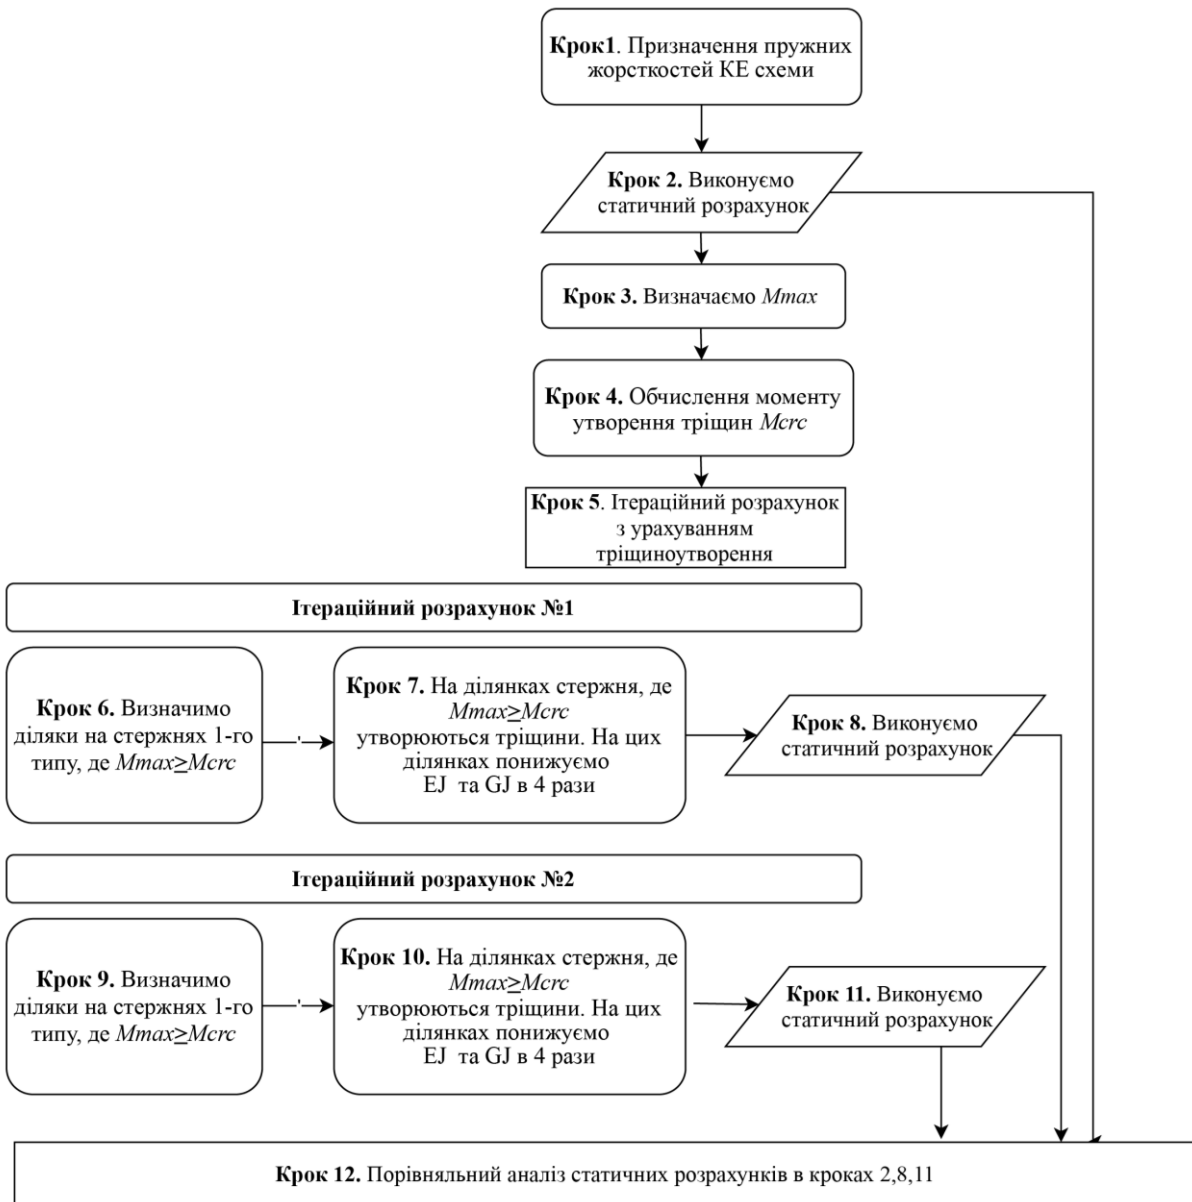 Крок1. Призначення пружних
жорсткостей КЕ схеми
Крок 2. Виконуємо
статичний розрахунок
Крок 3. Визначаємо Mmax
Крок 4. Обчислення моменту
утворення тріщин Mcrc
Крок 5. Ітераційний розрахунок
з урахуванням
тріщиноутворення
Ітераційний розрахунок №1
Крок 6. Визначимо
діляки на стержнях 1-го
типу, де Mmax≥Mcrc
Крок 7. На ділянках стержня, де
Mmax≥Mcrc
утворюються тріщини. На цих
ділянках понижуємо
EJ та GJ в 4 рази
Крок 8. Виконуємо
статичний розрахунок
Ітераційний розрахунок №2
Крок 9. Визначимо
діляки на стержнях 1-го
типу, де Mmax≥Mcrc
Крок 10. На ділянках стержня, де
Mmax≥Mcrc
утворюються тріщини. На цих
ділянках понижуємо
EJ та GJ в 4 рази
Крок 11. Виконуємо
статичний розрахунок
Крок 12. Порівняльний аналіз статичних розрахунків в кроках 2,8,11